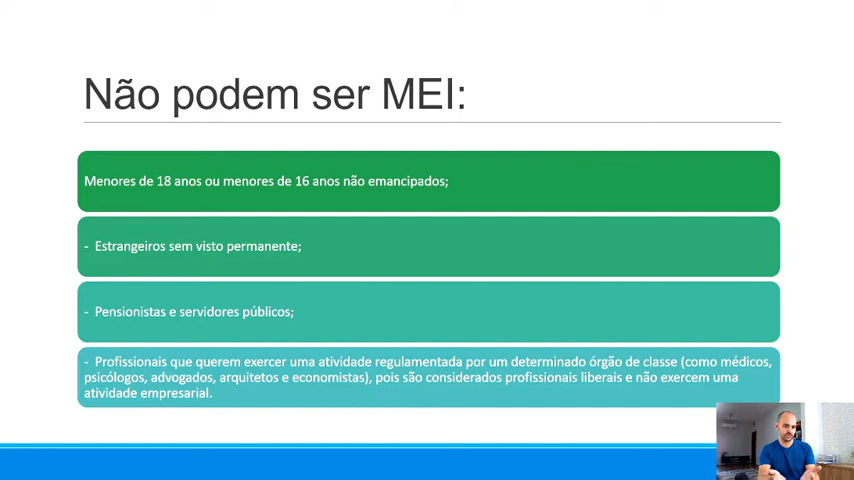 Não podem ser MEI:
Menores de 18 anos ou menores de 16 anos não emancipados;
- Estrangeiros sem visto permanente;
- Pensionistas e servidores públicos;
- Profissionais que querem exercer uma atividade regulamentada por um determinado órgão de classe (como médicos,
psicólogos, advogados, arquitetos e economistas), pois são considerados profissionais liberais e não exercem uma
atividade empresarial.